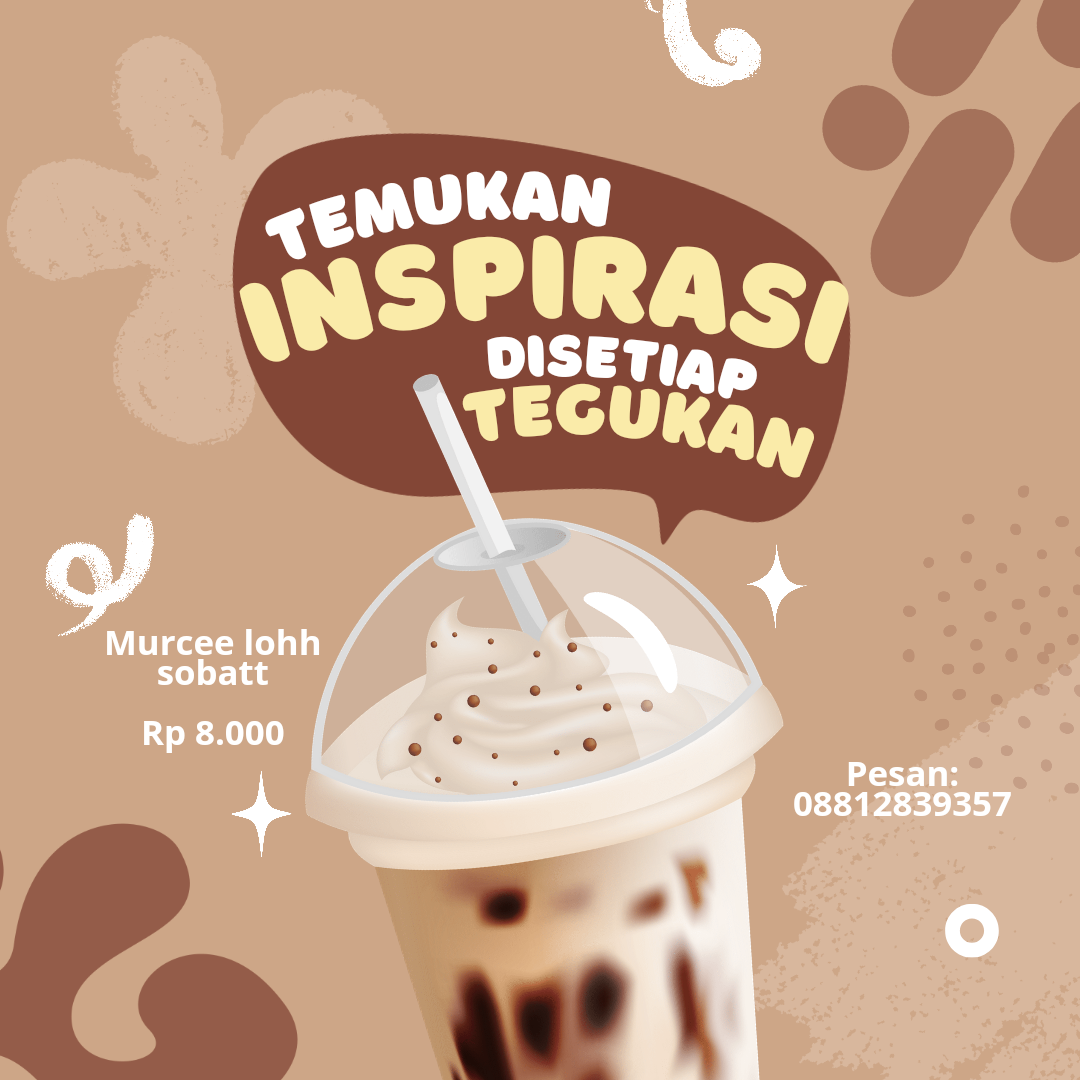 TEMUKAN
INSPIRASI
DISETIAP
TEGUKAN
Murcee lohh
sobatt
Rp 8.000
Pesan:
08812839357